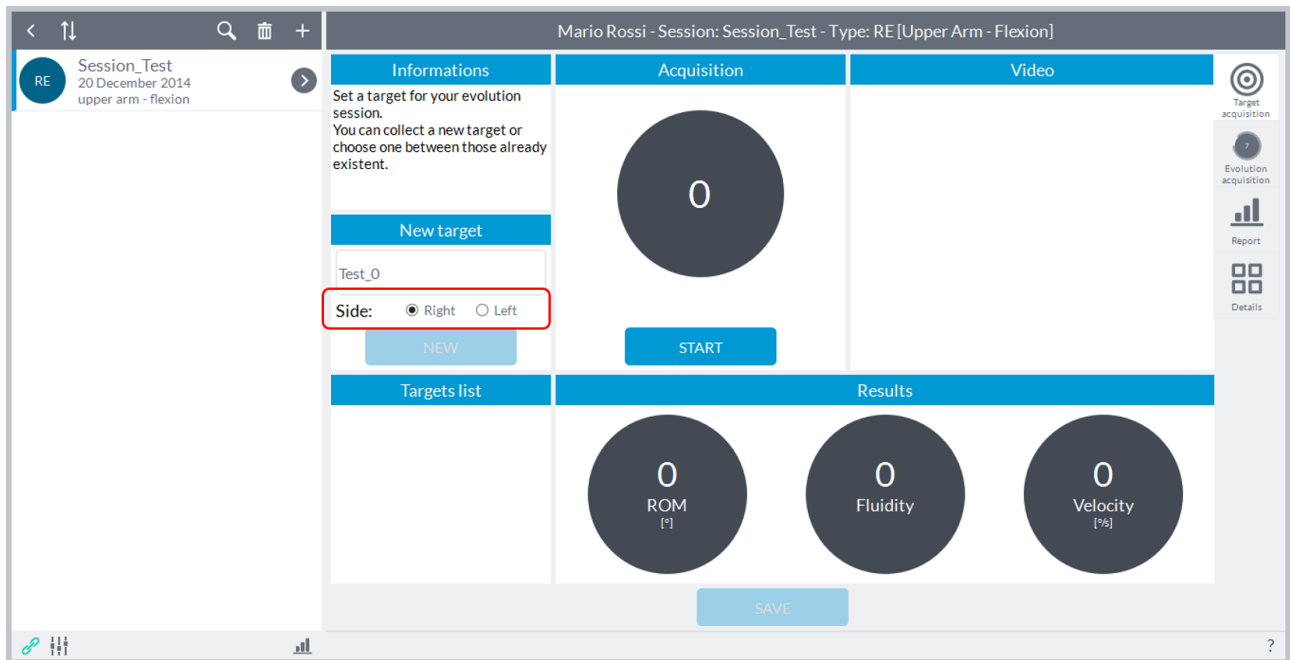 Mario Rossi - Session: Session_Test - Type: RE [Upper Arm - Flexion]
RE
Session_Test
20 December 2014
upper arm - flexion
Informations
Set a target for your evolution
session.
You can collect a new target or
choose one between those already
existent.
New target
Test_0
Side:
Right
Left
NEW
Targets list
Acquisition
0
START
Video
Results
0
ROM
[°]
0
Fluidity
0
Velocity
[°/s]
SAVE
Target
acquisition
?
Evolution
acquisition
Report
Details
?